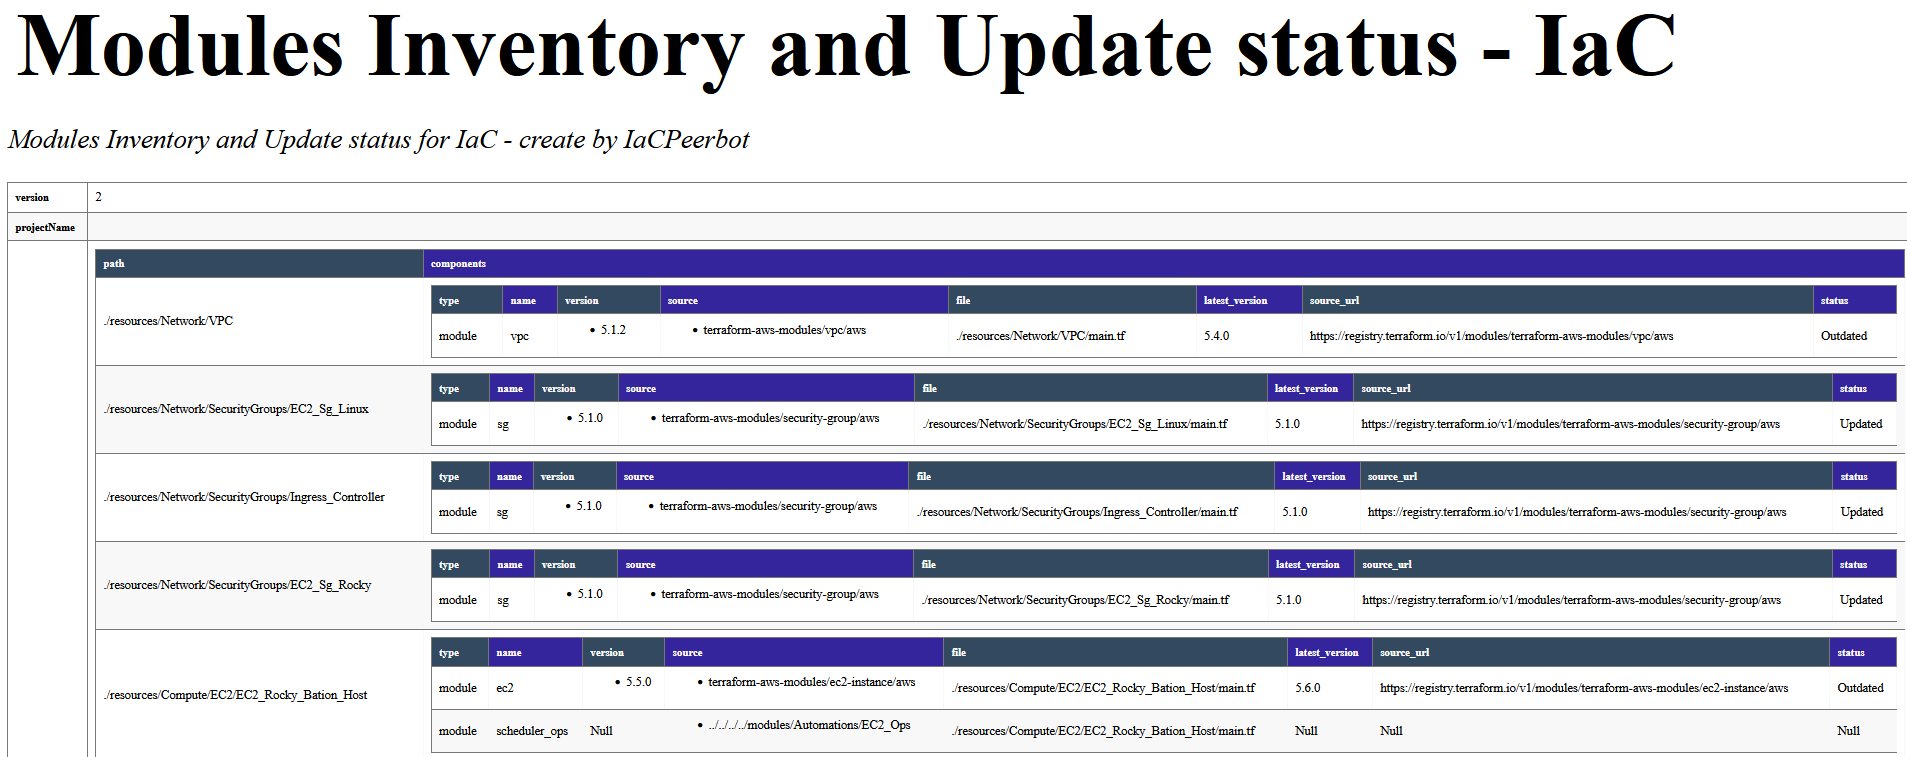 Modules Inventory and Update status - IaC
Modules Inventory and Update status for IaC - create by IaCPeerbot
version 2
projectName
path components
./resources/Network/VPC
type name version source file latest_version source_url status
module vpc • 5.1.2 • terraform-aws-modules/vpc/aws ./resources/Network/VPC/main.tf 5.4.0 https://registry.terraform.io/v1/modules/terraform-aws-modules/vpc/aws Outdated
./resources/Network/SecurityGroups/EC2_Sg_Linux
type name version source file latest_version source_url status
module sg • 5.1.0 • terraform-aws-modules/security-group/aws ./resources/Network/SecurityGroups/EC2_Sg_Linux/main.tf 5.1.0 https://registry.terraform.io/v1/modules/terraform-aws-modules/security-group/aws Updated
./resources/Network/SecurityGroups/Ingress_Controller
type name version source file latest_version source_url status
module sg • 5.1.0 • terraform-aws-modules/security-group/aws ./resources/Network/SecurityGroups/Ingress_Controller/main.tf 5.1.0 https://registry.terraform.io/v1/modules/terraform-aws-modules/security-group/aws Updated
./resources/Network/SecurityGroups/EC2_Sg_Rocky
type name version source file latest_version source_url status
module sg • 5.1.0 • terraform-aws-modules/security-group/aws ./resources/Network/SecurityGroups/EC2_Sg_Rocky/main.tf 5.1.0 https://registry.terraform.io/v1/modules/terraform-aws-modules/security-group/aws Updated
./resources/Compute/EC2/EC2_Rocky_Bation_Host
type name version source file latest_version source_url status
module ec2 • 5.5.0 • terraform-aws-modules/ec2-instance/aws ./resources/Compute/EC2/EC2_Rocky_Bation_Host/main.tf 5.6.0 https://registry.terraform.io/v1/modules/terraform-aws-modules/ec2-instance/aws Outdated
module scheduler_ops Null • ../../../../modules/Automations/EC2_Ops ./resources/Compute/EC2/EC2_Rocky_Bation_Host/main.tf Null Null Null